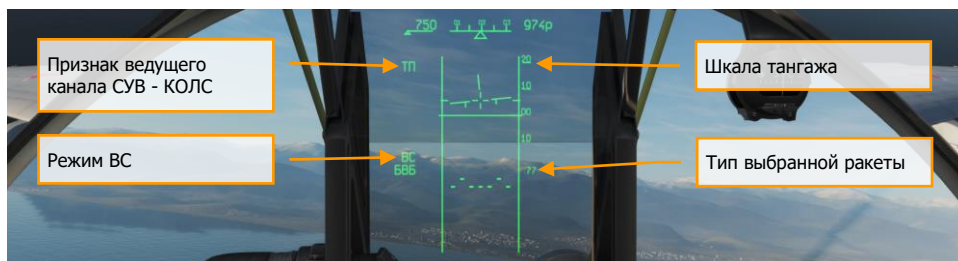 750 974р
Признак ведущего
канала СУВ - КОЛС
ТП
20
Шкала тангажа
10
00
10
Режим ВС
ВС
БВБ
77
Тип выбранной ракеты